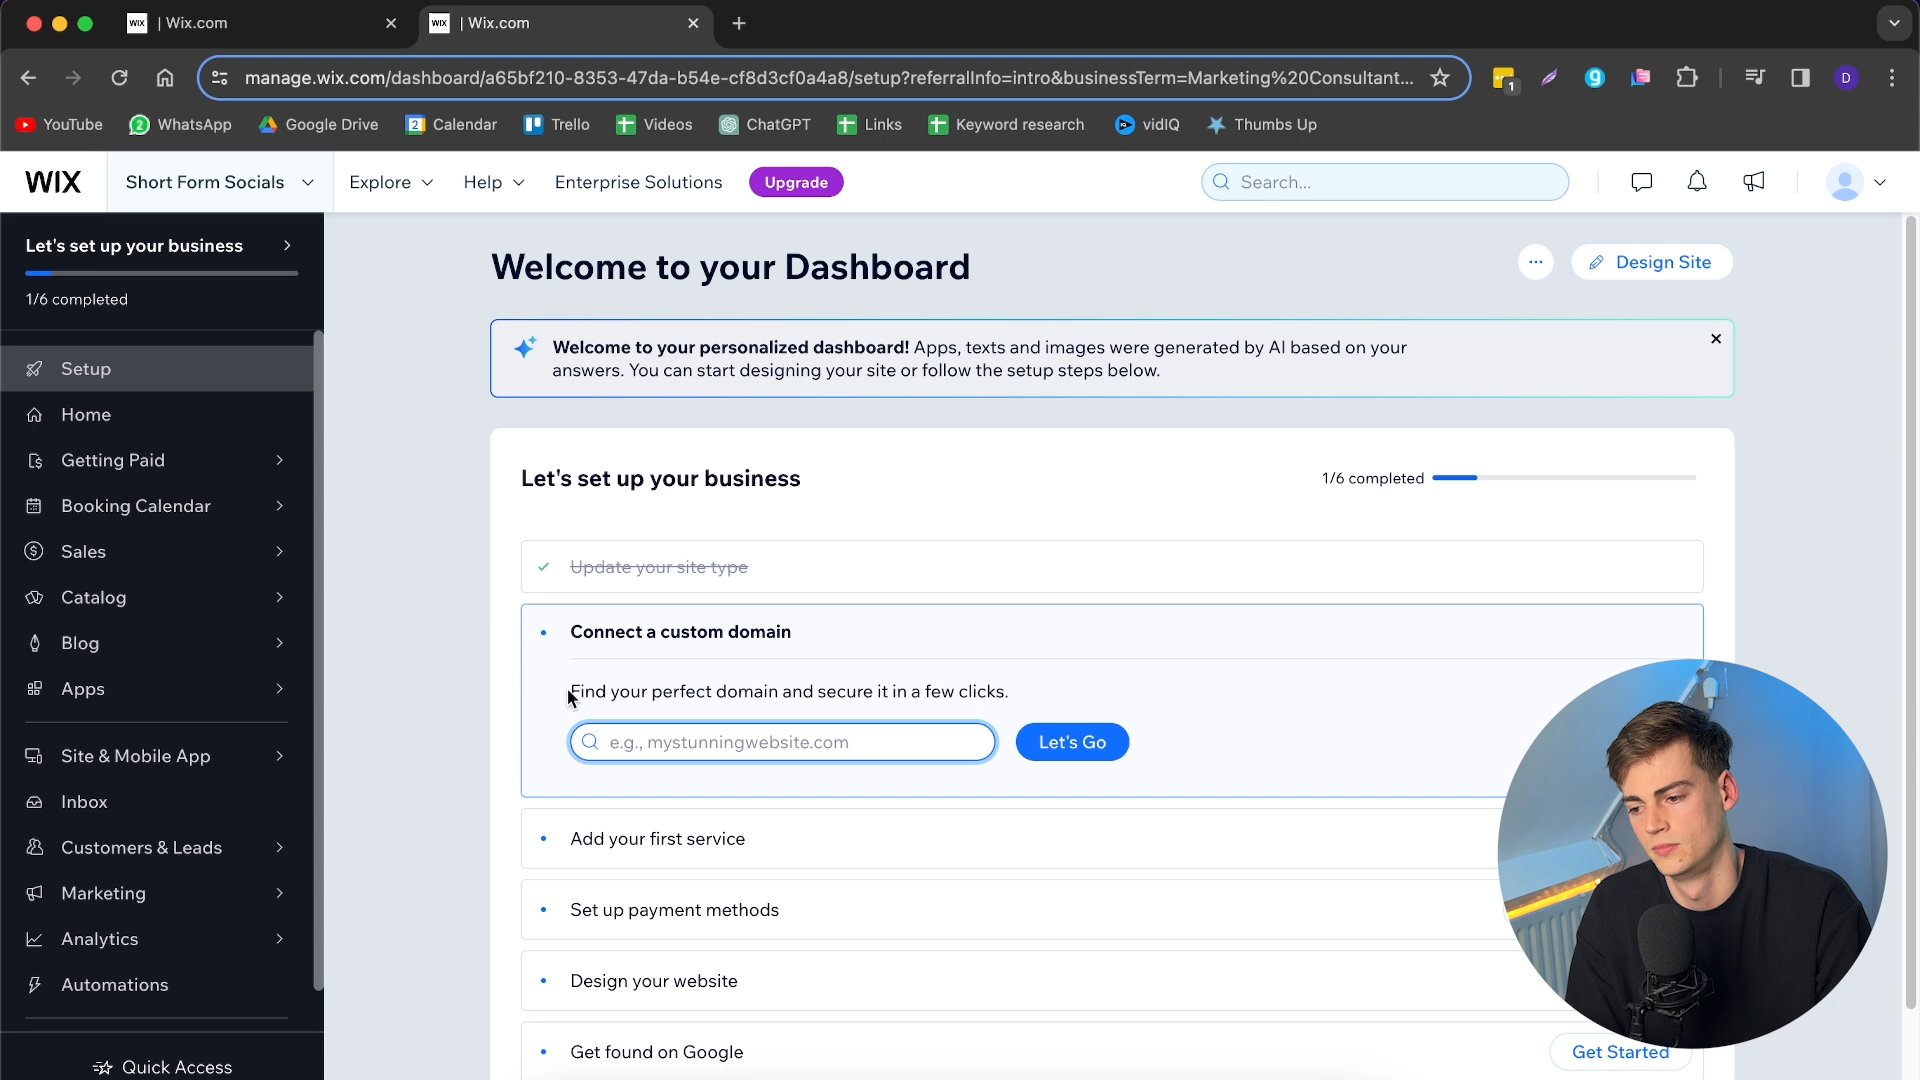 WIX | Wix.com
WIX | Wix.com
manage.wix.com/dashboard/a65bf210-8353-47da-b54e-cf8d3cf0a4a8/setup?referralInfo=intro&businessTerm=Marketing%20Consultant...
1
D
YouTube
2 WhatsApp
Google Drive
2 Calendar
Trello
Videos
ChatGPT
Links
Keyword research
vidIQ
Thumbs Up
WIX
Short Form Socials
Explore
Help
Enterprise Solutions
Upgrade
Search...
Let's set up your business
1/6 completed
Setup
Home
Getting Paid
Booking Calendar
Sales
Catalog
Blog
Apps
Site & Mobile App
Inbox
Customers & Leads
Marketing
Analytics
Automations
Quick Access
Welcome to your Dashboard
Design Site
Welcome to your personalized dashboard! Apps, texts and images were generated by AI based on your
answers. You can start designing your site or follow the setup steps below.
Let's set up your business
1/6 completed
Update your site type
Connect a custom domain
Find your perfect domain and secure it in a few clicks.
e.g., mystunningwebsite.com
Let's Go
Add your first service
Set up payment methods
Design your website
Get found on Google
Get Started